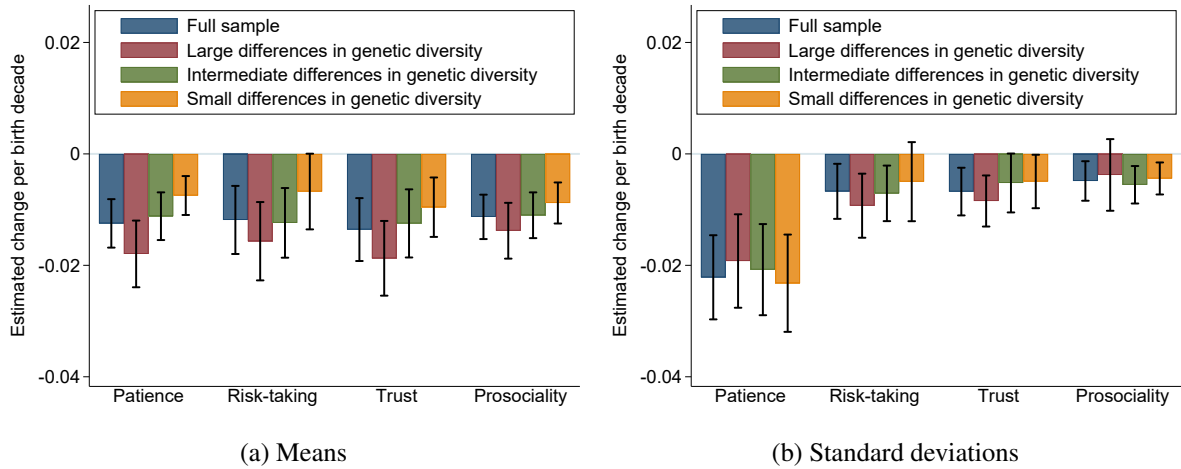 Full sample
Large differences in genetic diversity
Intermediate differences in genetic diversity
Small differences in genetic diversity
Estimated change per birth decade
0.02
0
-0.02
-0.04
Patience Risk-taking Trust Prosociality
(a) Means
Full sample
Large differences in genetic diversity
Intermediate differences in genetic diversity
Small differences in genetic diversity
Estimated change per birth decade
0.02
0
-0.02
-0.04
Patience Risk-taking Trust Prosociality
(b) Standard deviations